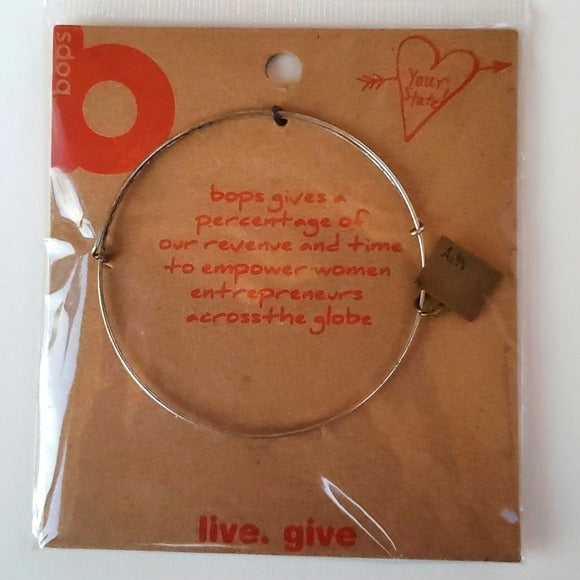 bops
b
Your
State!
bops gives a
percentage of
our revenue and time
to empower women
entrepreneurs
across the globe
live. give